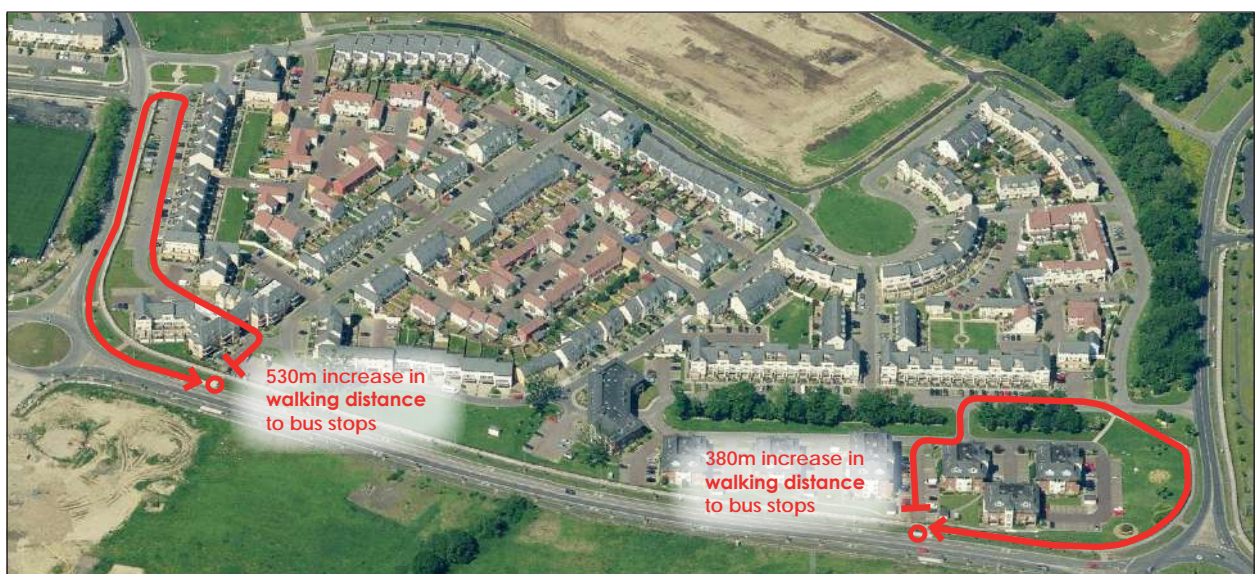 530m increase in
walking distance
to bus stops
380m increase in
walking distance
to bus stops